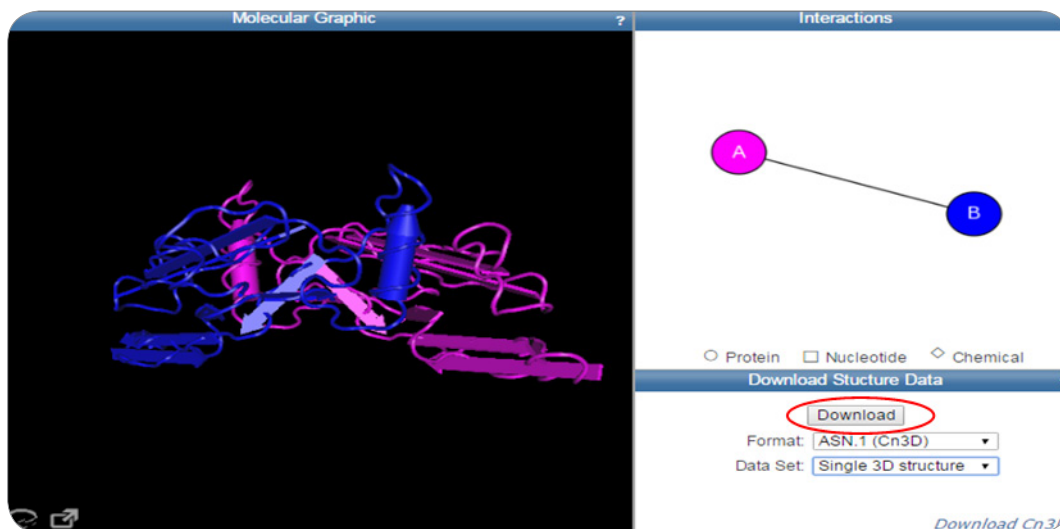 Molecular Graphic
?
Interactions
A
B
Protein
Nucleotide
Chemical
Download Stucture Data
Download
Format: ASN.1 (Cn3D)
Data Set: Single 3D structure
Download Cn3